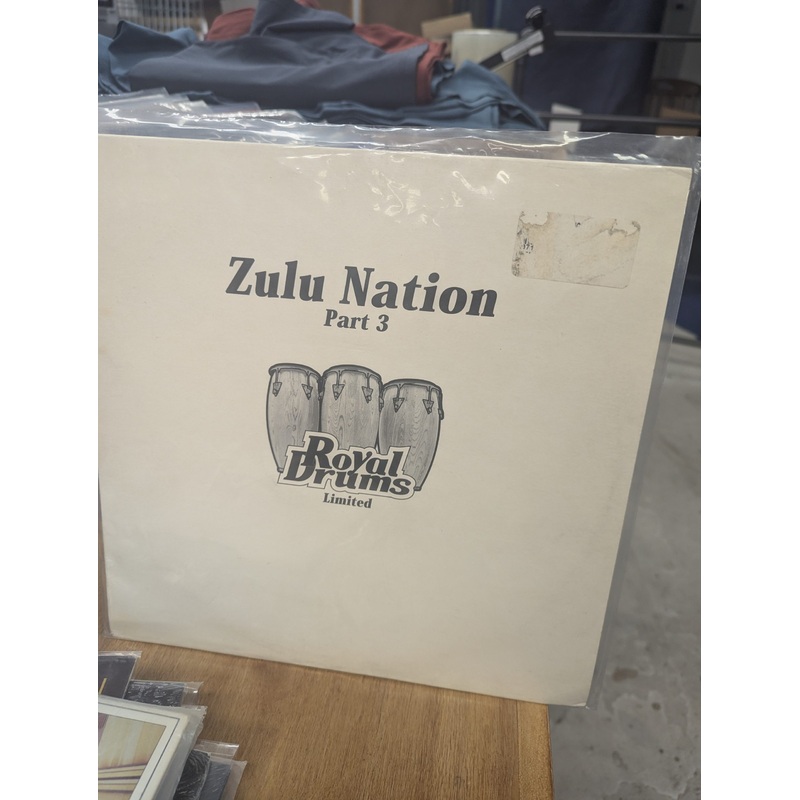 Zulu Nation
Part 3
Royal
Drums
Limited